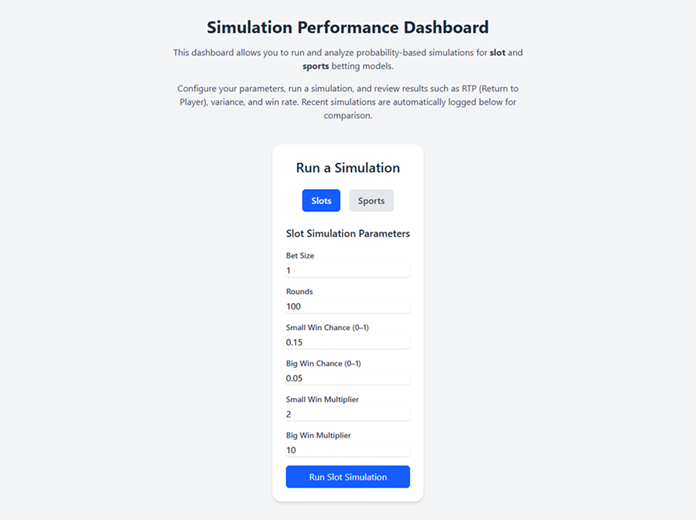 Simulation Performance Dashboard
This dashboard allows you to run and analyze probability-based simulations for slot and
sports betting models.
Configure your parameters, run a simulation, and review results such as RTP (Return to
Player), variance, and win rate. Recent simulations are automatically logged below for
comparison.
Run a Simulation
Slots Sports
Slot Simulation Parameters
Bet Size
1
Rounds
100
Small Win Chance (0–1)
0.15
Big Win Chance (0–1)
0.05
Small Win Multiplier
2
Big Win Multiplier
10
Run Slot Simulation